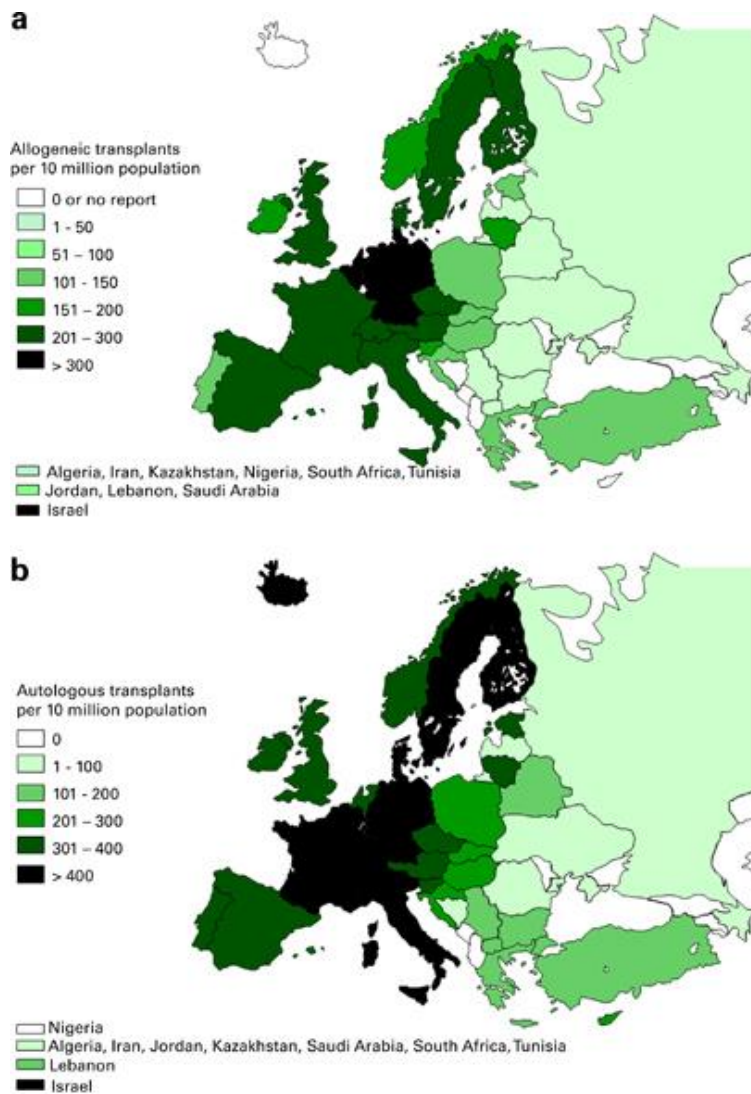 a
Allogeneic transplants
per 10 million population
0 or no report
1 - 50
51 – 100
101 - 150
151 – 200
201 – 300
> 300
Algeria, Iran, Kazakhstan, Nigeria, South Africa, Tunisia
Jordan, Lebanon, Saudi Arabia
Israel
b
Autologous transplants
per 10 million population
0
1 - 100
101 - 200
201 – 300
301 – 400
> 400
Nigeria
Algeria, Iran, Jordan, Kazakhstan, Saudi Arabia, South Africa, Tunisia
Lebanon
Israel